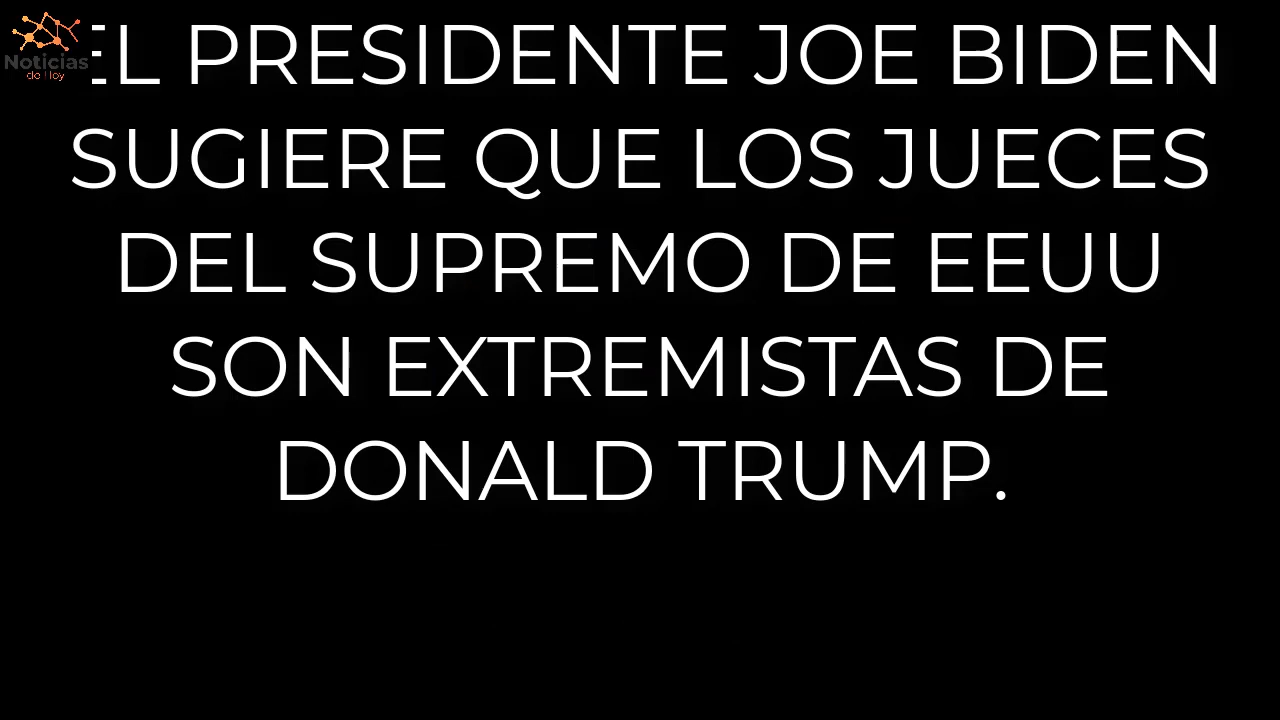 Noticias
de Hoy
EL PRESIDENTE JOE BIDEN
SUGIERE QUE LOS JUECES
DEL SUPREMO DE EEUU
SON EXTREMISTAS DE
DONALD TRUMP.